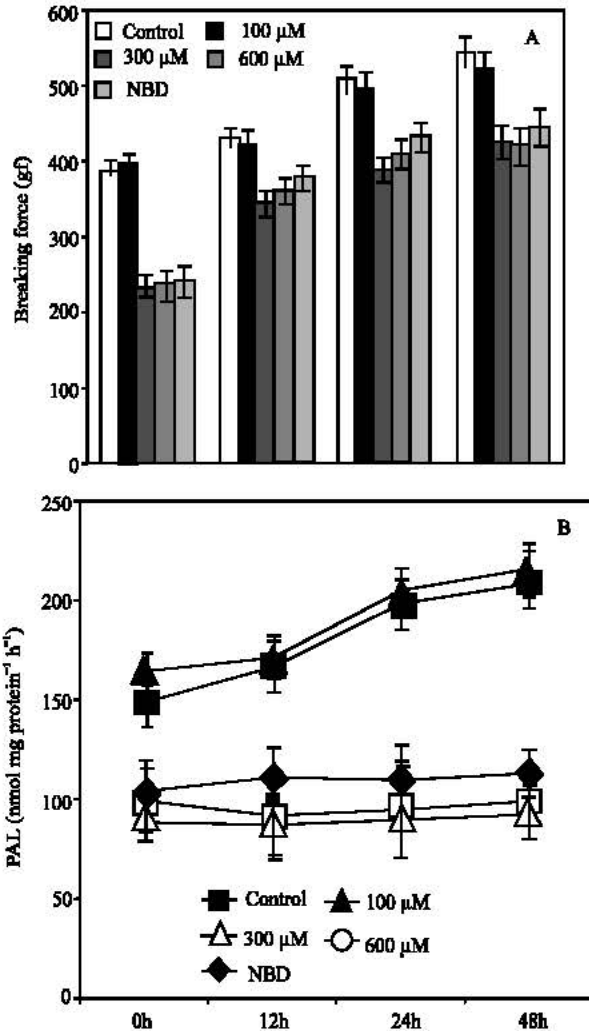 600
A
Control
100 µM
300 µM
600 µM
NBD
500
400
300
200
100
0
Breaking force (gf)
250
B
200
150
100
50
0
PAL (nmol mg protein⁻¹ h⁻¹)
Control
100 µM
300 µM
600 µM
NBD
0h
12h
24h
48h